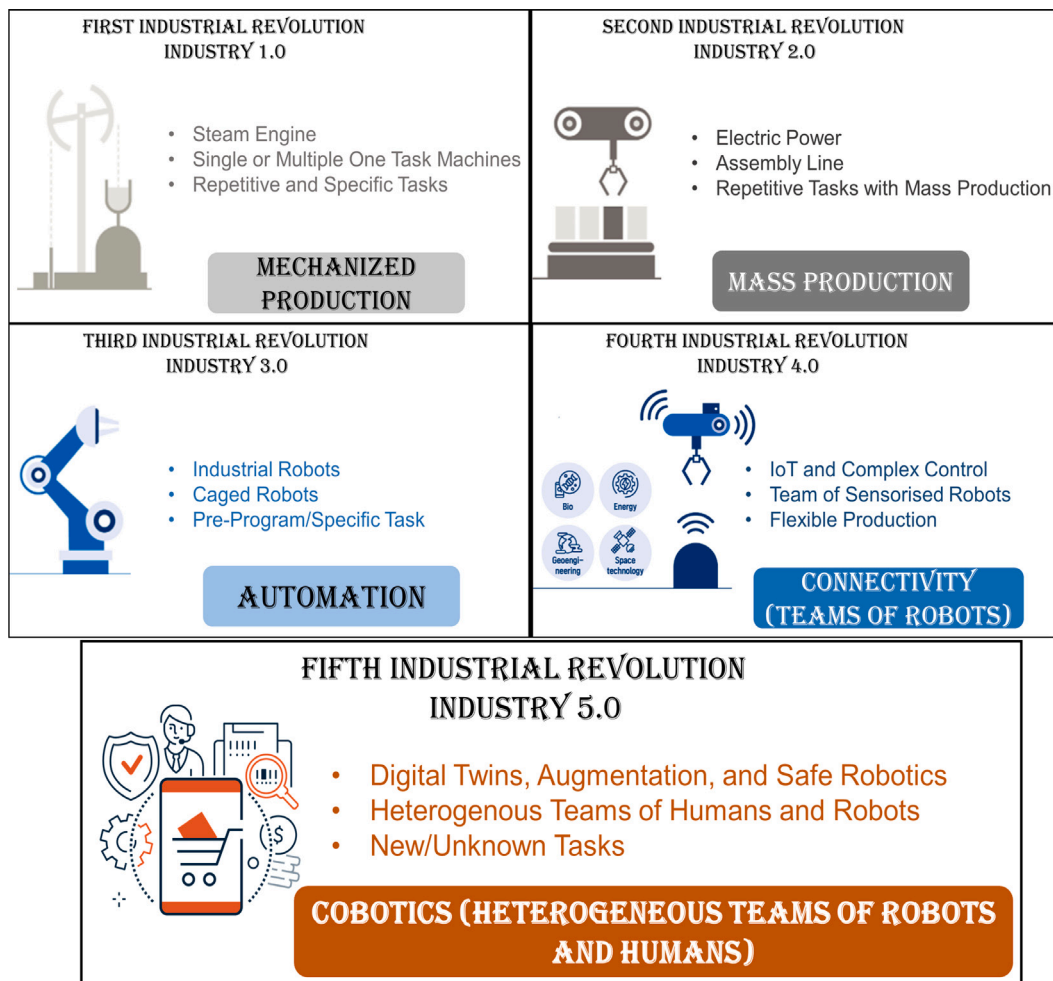 FIRST INDUSTRIAL REVOLUTION
INDUSTRY 1.0
• Steam Engine
• Single or Multiple One Task Machines
• Repetitive and Specific Tasks
MECHANIZED
PRODUCTION
SECOND INDUSTRIAL REVOLUTION
INDUSTRY 2.0
• Electric Power
• Assembly Line
• Repetitive Tasks with Mass Production
MASS PRODUCTION
THIRD INDUSTRIAL REVOLUTION
INDUSTRY 3.0
• Industrial Robots
• Caged Robots
• Pre-Program/Specific Task
AUTOMATION
FOURTH INDUSTRIAL REVOLUTION
INDUSTRY 4.0
Bio
Energy
Geoengi-
neering
Space
technology
• IoT and Complex Control
• Team of Sensorised Robots
• Flexible Production
CONNECTIVITY
(TEAMS OF ROBOTS)
FIFTH INDUSTRIAL REVOLUTION
INDUSTRY 5.0
$
• Digital Twins, Augmentation, and Safe Robotics
• Heterogenous Teams of Humans and Robots
• New/Unknown Tasks
COBOTICS (HETEROGENEOUS TEAMS OF ROBOTS
AND HUMANS)